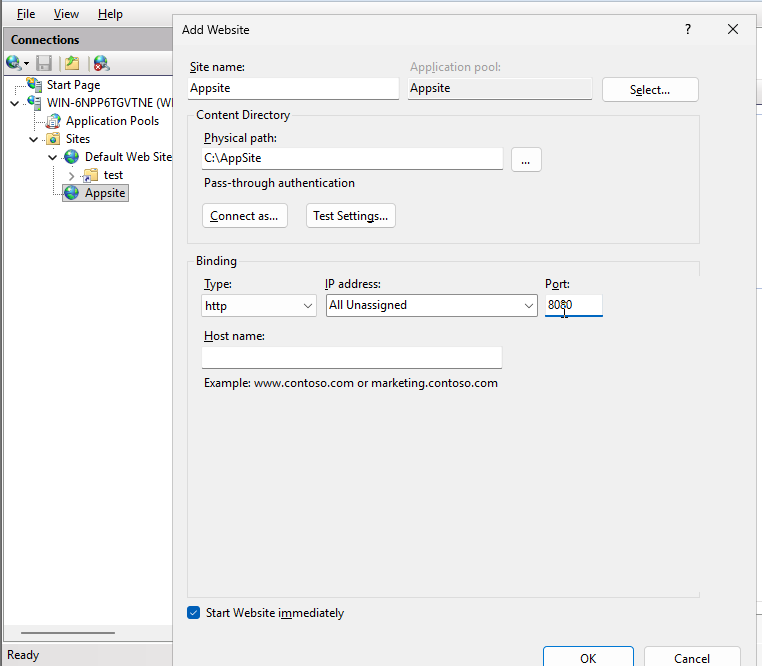 File View Help
Connections
Start Page
WIN-6NPP6TGVTNE (WI
Application Pools
Sites
Default Web Site
test
Appsite
Ready
Add Website
?
Site name:
Application pool:
Appsite
Appsite
Select...
Content Directory
Physical path:
C:\AppSite
...
Pass-through authentication
Connect as...
Test Settings...
Binding
Type:
IP address:
Port:
http
All Unassigned
8080
Host name:
Example: www.contoso.com or marketing.contoso.com
Start Website immediately
OK
Cancel